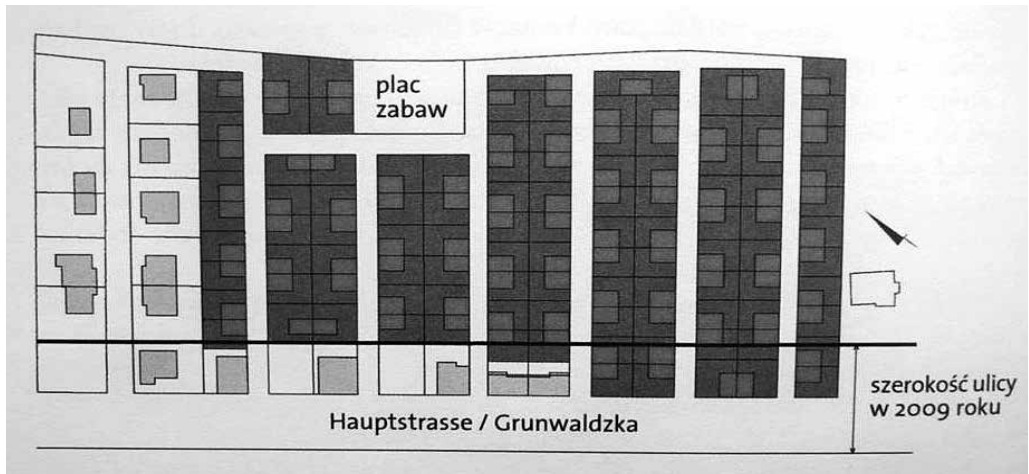 plac
zabaw
szerokość ulicy
w 2009 roku
Hauptstrasse / Grunwaldzka